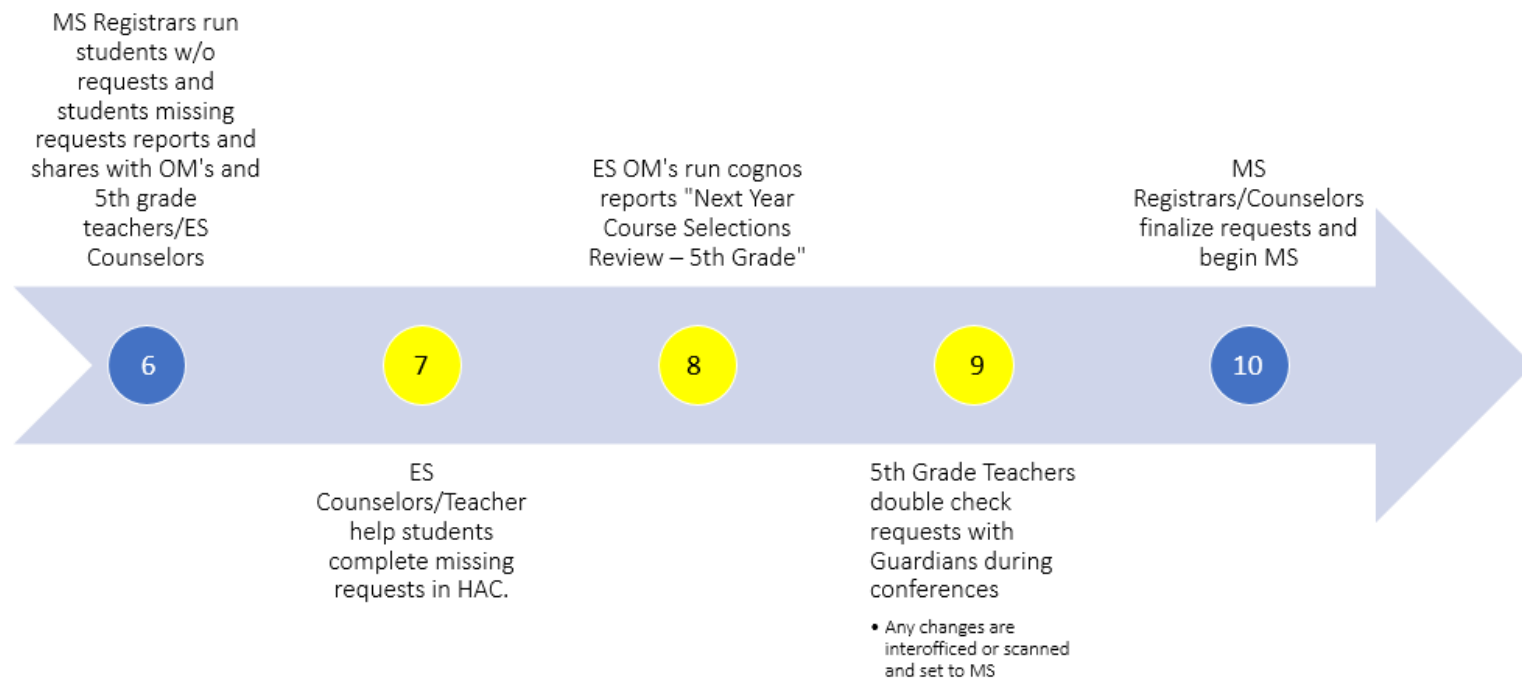 MS Registrars run
students w/o
requests and
students missing
requests reports and
shares with OM's and
5th grade
teachers/ES
Counselors
6
7
ES
Counselors/Teacher
help students
complete missing
requests in HAC.
ES OM's run cognos
reports "Next Year
Course Selections
Review – 5th Grade"
8
9
5th Grade Teachers
double check
requests with
Guardians during
conferences
• Any changes are
interofficed or scanned
and set to MS
MS
Registrars/Counselors
finalize requests and
begin MS
10